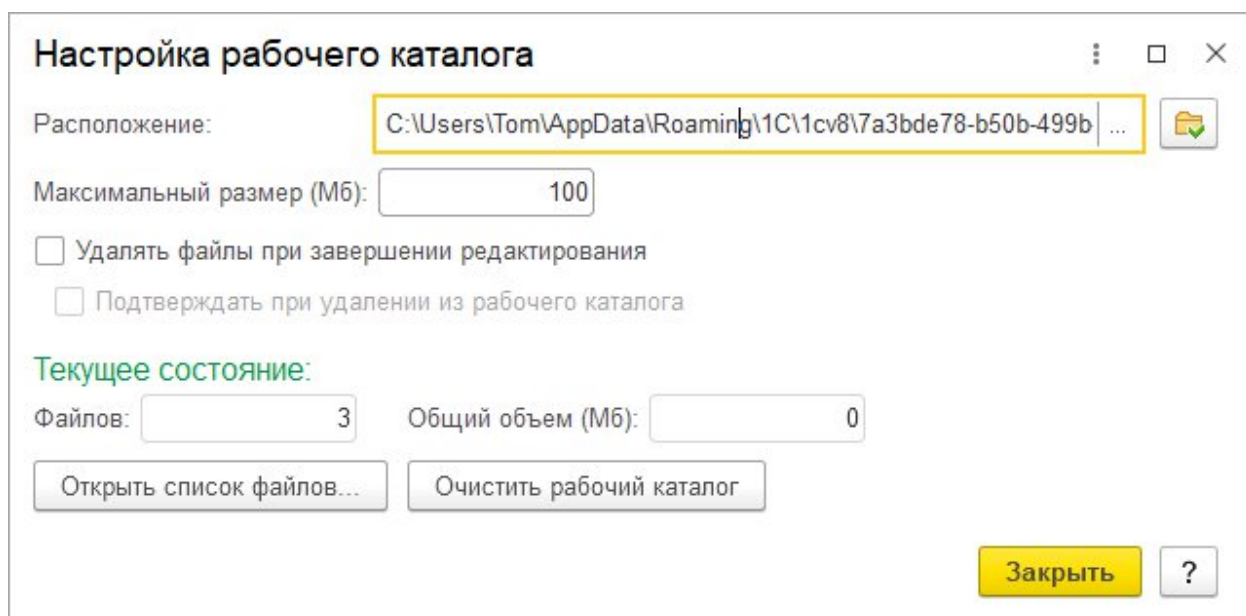 Настройка рабочего каталога
Расположение: C:\Users\Tom\AppData\Roaming\1C\1cv8\7a3bde78-b50b-499b ...
Максимальный размер (Мб): 100
Удалять файлы при завершении редактирования
Подтверждать при удалении из рабочего каталога
Текущее состояние:
Файлов: 3 Общий объем (Мб): 0
Открыть список файлов... Очистить рабочий каталог
Закрыть ?